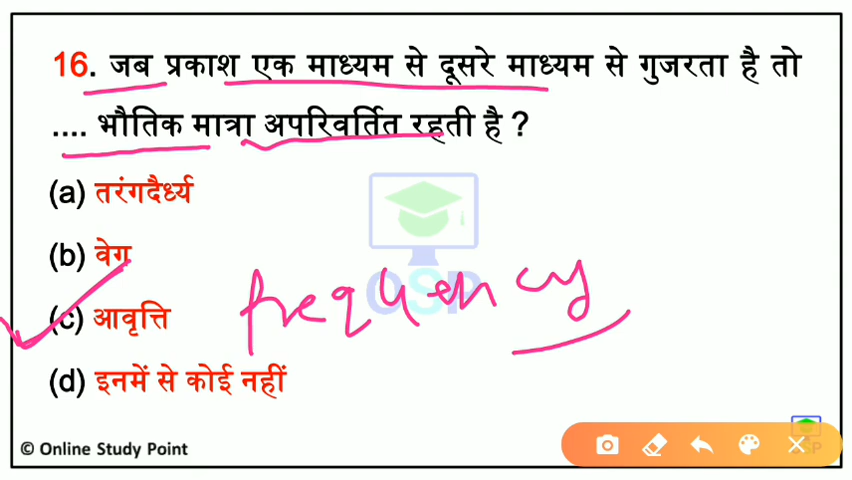 16. जब प्रकाश एक माध्यम से दूसरे माध्यम से गुजरता है तो
.... भौतिक मात्रा अपरिवर्तित रहती है ?
(a) तरंगदैर्ध्य
(b) वेग
(c) आवृत्ति
frequency
OSP
(d) इनमें से कोई नहीं
© Online Study Point